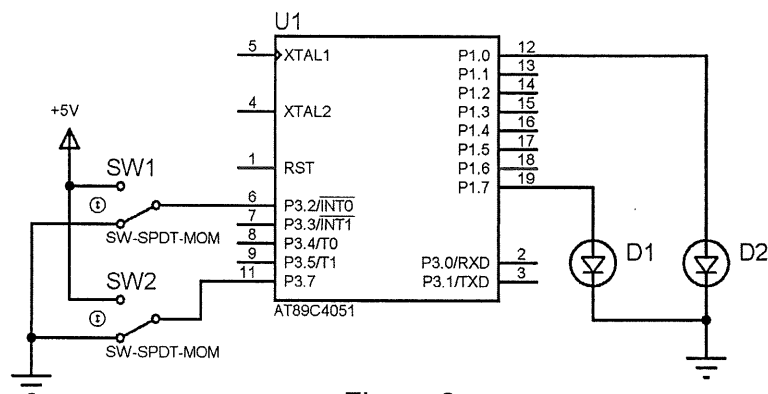 U1
5
XTAL1
4
XTAL2
1
RST
6
P3.2/INT0
7
P3.3/INT1
8
P3.4/T0
9
P3.5/T1
11
P3.7
P1.0
12
P1.1
13
P1.2
14
P1.3
15
P1.4
16
P1.5
17
P1.6
18
P1.7
19
P3.0/RXD
2
P3.1/TXD
3
AT89C4051
+5V
SW1
SW-SPDT-MOM
SW2
SW-SPDT-MOM
D1
D2